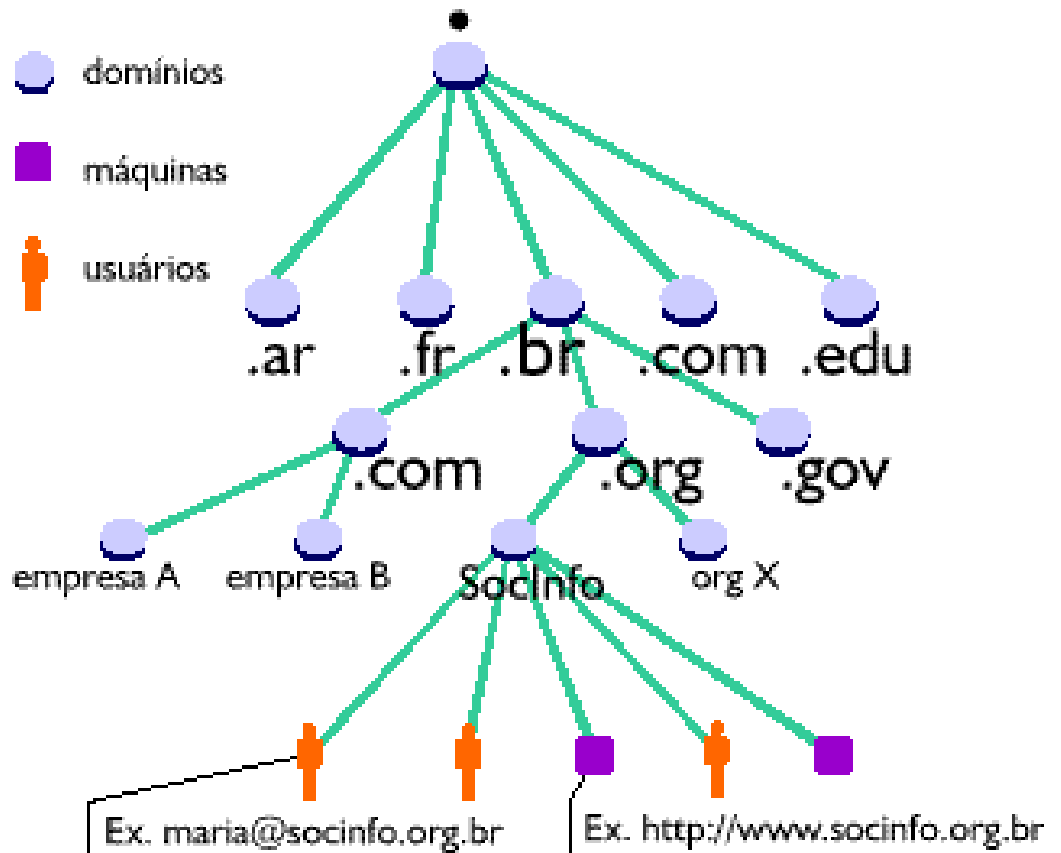 domínios
máquinas
usuários
.ar .fr .br .com .edu
.com .org .gov
empresa A empresa B SocInfo org X
Ex. maria@socinfo.org.br Ex. http://www.socinfo.org.br